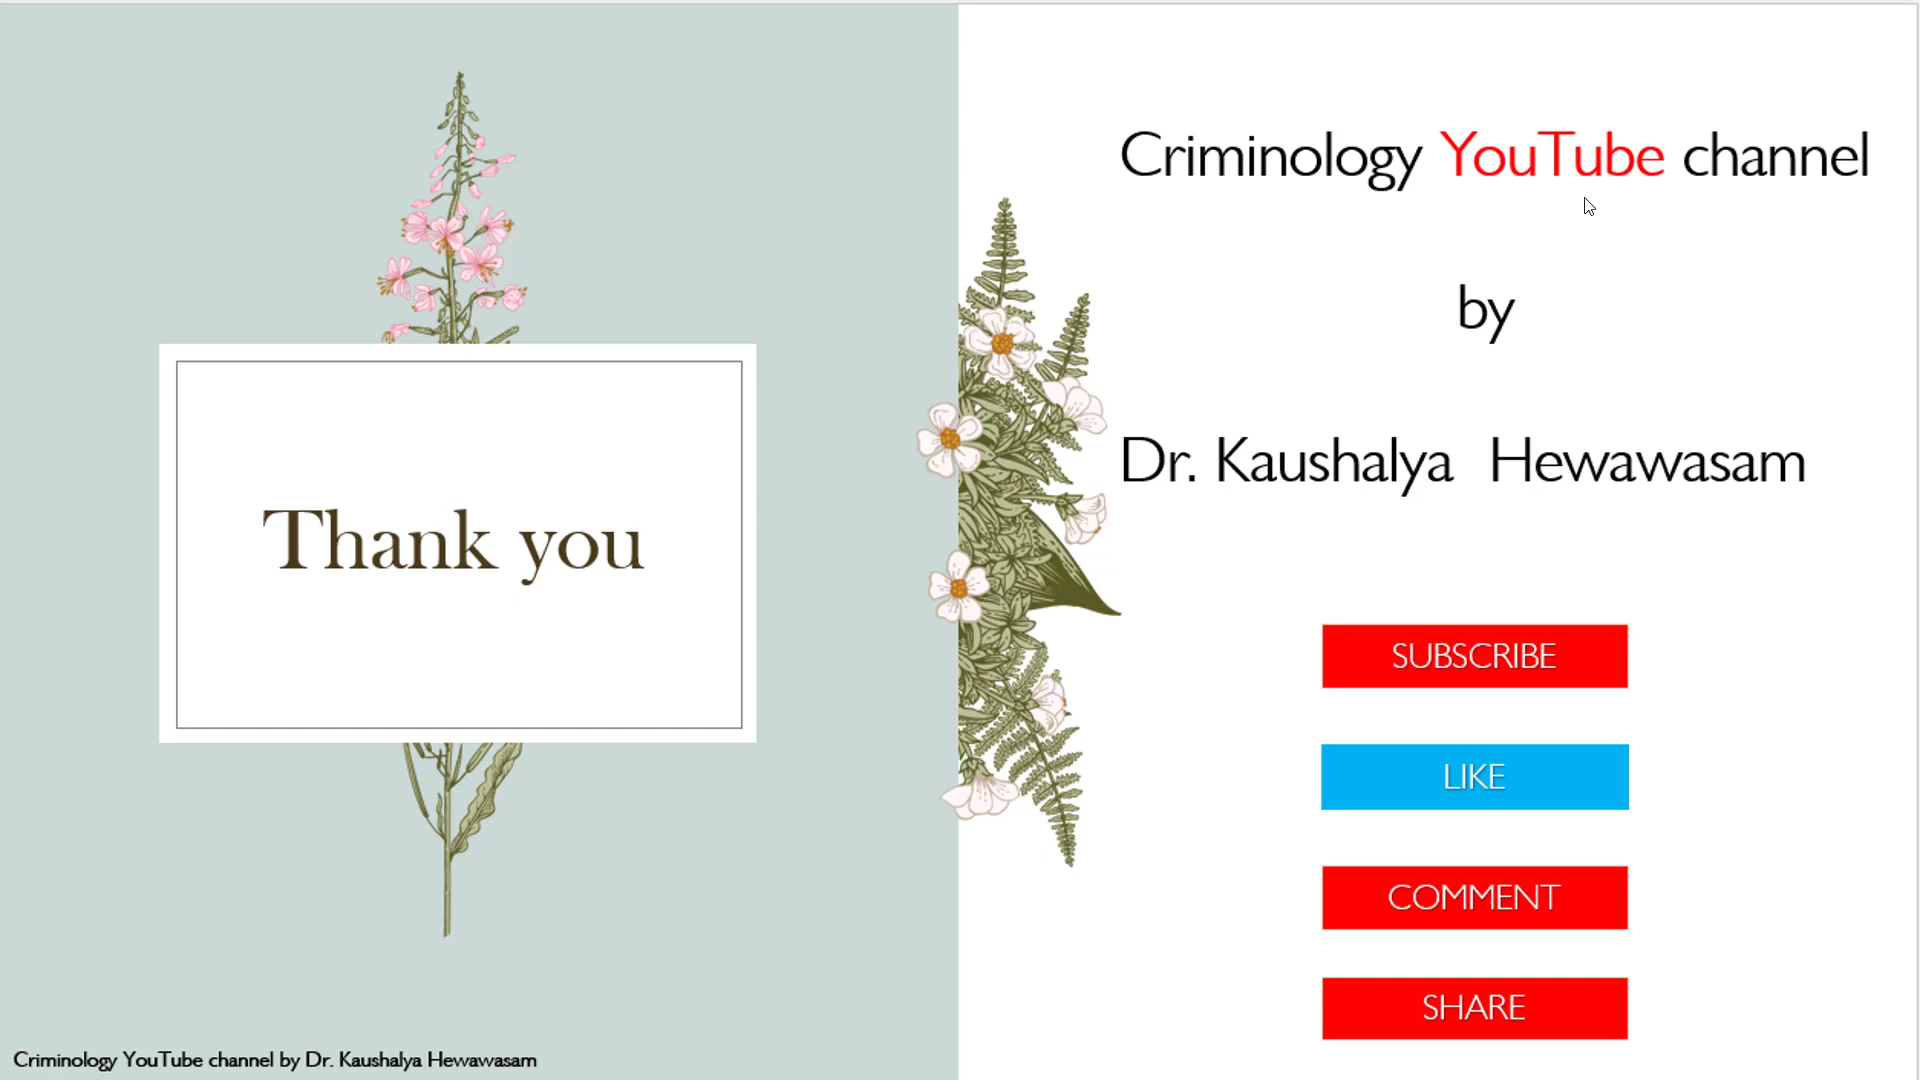 Thank you
Criminology YouTube channel
by
Dr. Kaushalya Hewawasam
SUBSCRIBE
LIKE
COMMENT
SHARE
Criminology YouTube channel by Dr. Kaushalya Hewawasam